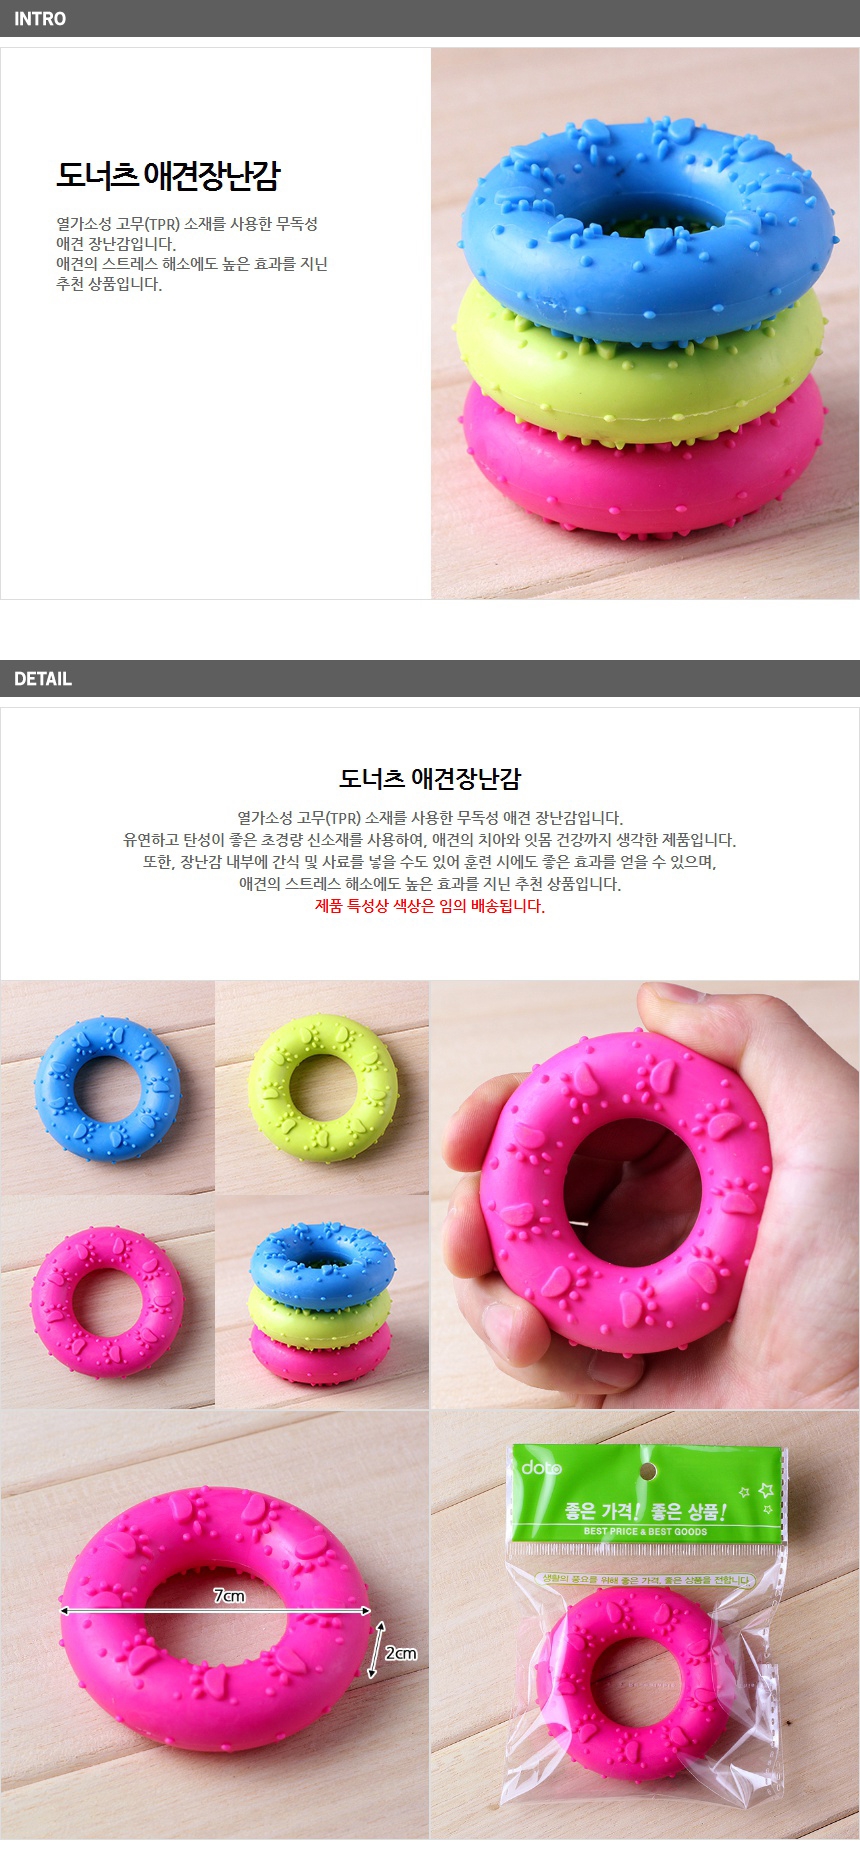 INTRO
도너츠 애견장난감
열가소성 고무(TPR) 소재를 사용한 무독성
애견 장난감입니다.
애견의 스트레스 해소에도 높은 효과를 지닌
추천 상품입니다.
DETAIL
도너츠 애견장난감
열가소성 고무(TPR) 소재를 사용한 무독성 애견 장난감입니다.
유연하고 탄성이 좋은 초경량 신소재를 사용하여, 애견의 치아와 잇몸 건강까지 생각한 제품입니다.
또한, 장난감 내부에 간식 및 사료를 넣을 수도 있어 훈련 시에도 좋은 효과를 얻을 수 있으며,
애견의 스트레스 해소에도 높은 효과를 지닌 추천 상품입니다.
제품 특성상 색상은 임의 배송됩니다.
7cm
2cm
doto
좋은 가격! 좋은 상품!
BEST PRICE & BEST GOODS
생활의 풍요를 위해 좋은 가격, 좋은 상품을 전합니다.